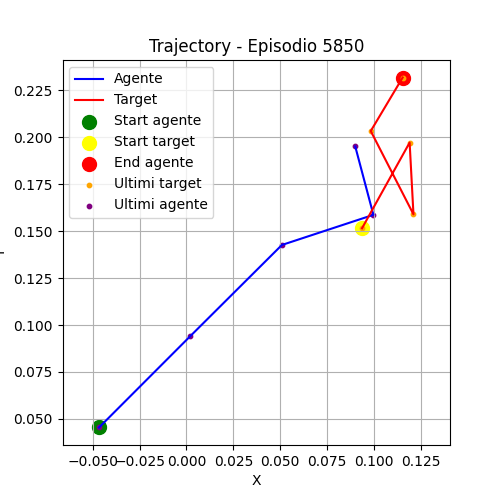 Trajectory - Episodio 5850
Agente
Target
Start agente
Start target
End agente
Ultimi target
Ultimi agente
0.225
0.200
0.175
0.150
0.125
0.100
0.075
0.050
−0.050 −0.025 0.000 0.025 0.050 0.075 0.100 0.125
X